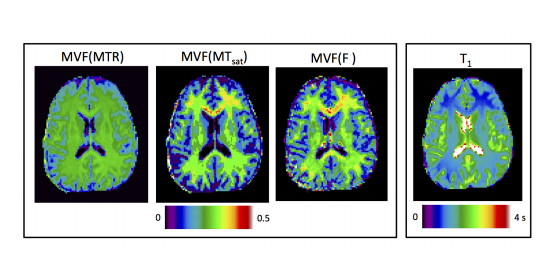 MVF(MTR) MVF(MTsat) MVF(F ) T1
0 0.5 0 4 s